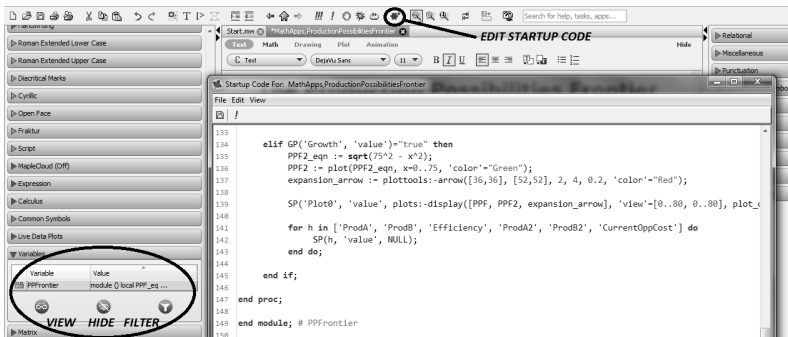 Search for help, tasks, apps...
EDIT STARTUP CODE
Start.mw
*MathApps,ProductionPossibilitiesFrontier
Text Math Drawing Plot Animation
Hide
C Text DejaVu Sans 11 B I U
Roman Extended Lower Case
Roman Extended Upper Case
Diacritical Marks
Cyrillic
Open Face
Fraktur
Script
MapleCloud (Off)
Expression
Calculus
Common Symbols
Live Data Plots
Variables
Variable Value
PPFrontier module () local PPF_eq ...
VIEW HIDE FILTER
Matrix
Relational
Miscellaneous
Punctuation
Possibilities Frontier
Startup Code For: MathApps,ProductionPossibilitiesFrontier
File Edit View
133
134 elif GP('Growth', 'value')="true" then
135 PPF2_eqn := sqrt(75^2 - x^2);
136 PPF2 := plot(PPF2_eqn, x=0..75, 'color'="Green");
137 expansion_arrow := plottools:-arrow([36,36], [52,52], 2, 4, 0.2, 'color'="Red");
138
139 SP('Plot0', 'value', plots:-display([PPF, PPF2, expansion_arrow], 'view'=[0..80, 0..80], plot_
140
141 for h in ['ProdA', 'ProdB', 'Efficiency', 'ProdA2', 'ProdB2', 'CurrentOppCost'] do
142 SP(h, 'value', NULL);
143 end do;
144
145 end if;
146
147 end proc;
148
149 end module; # PPFrontier
150